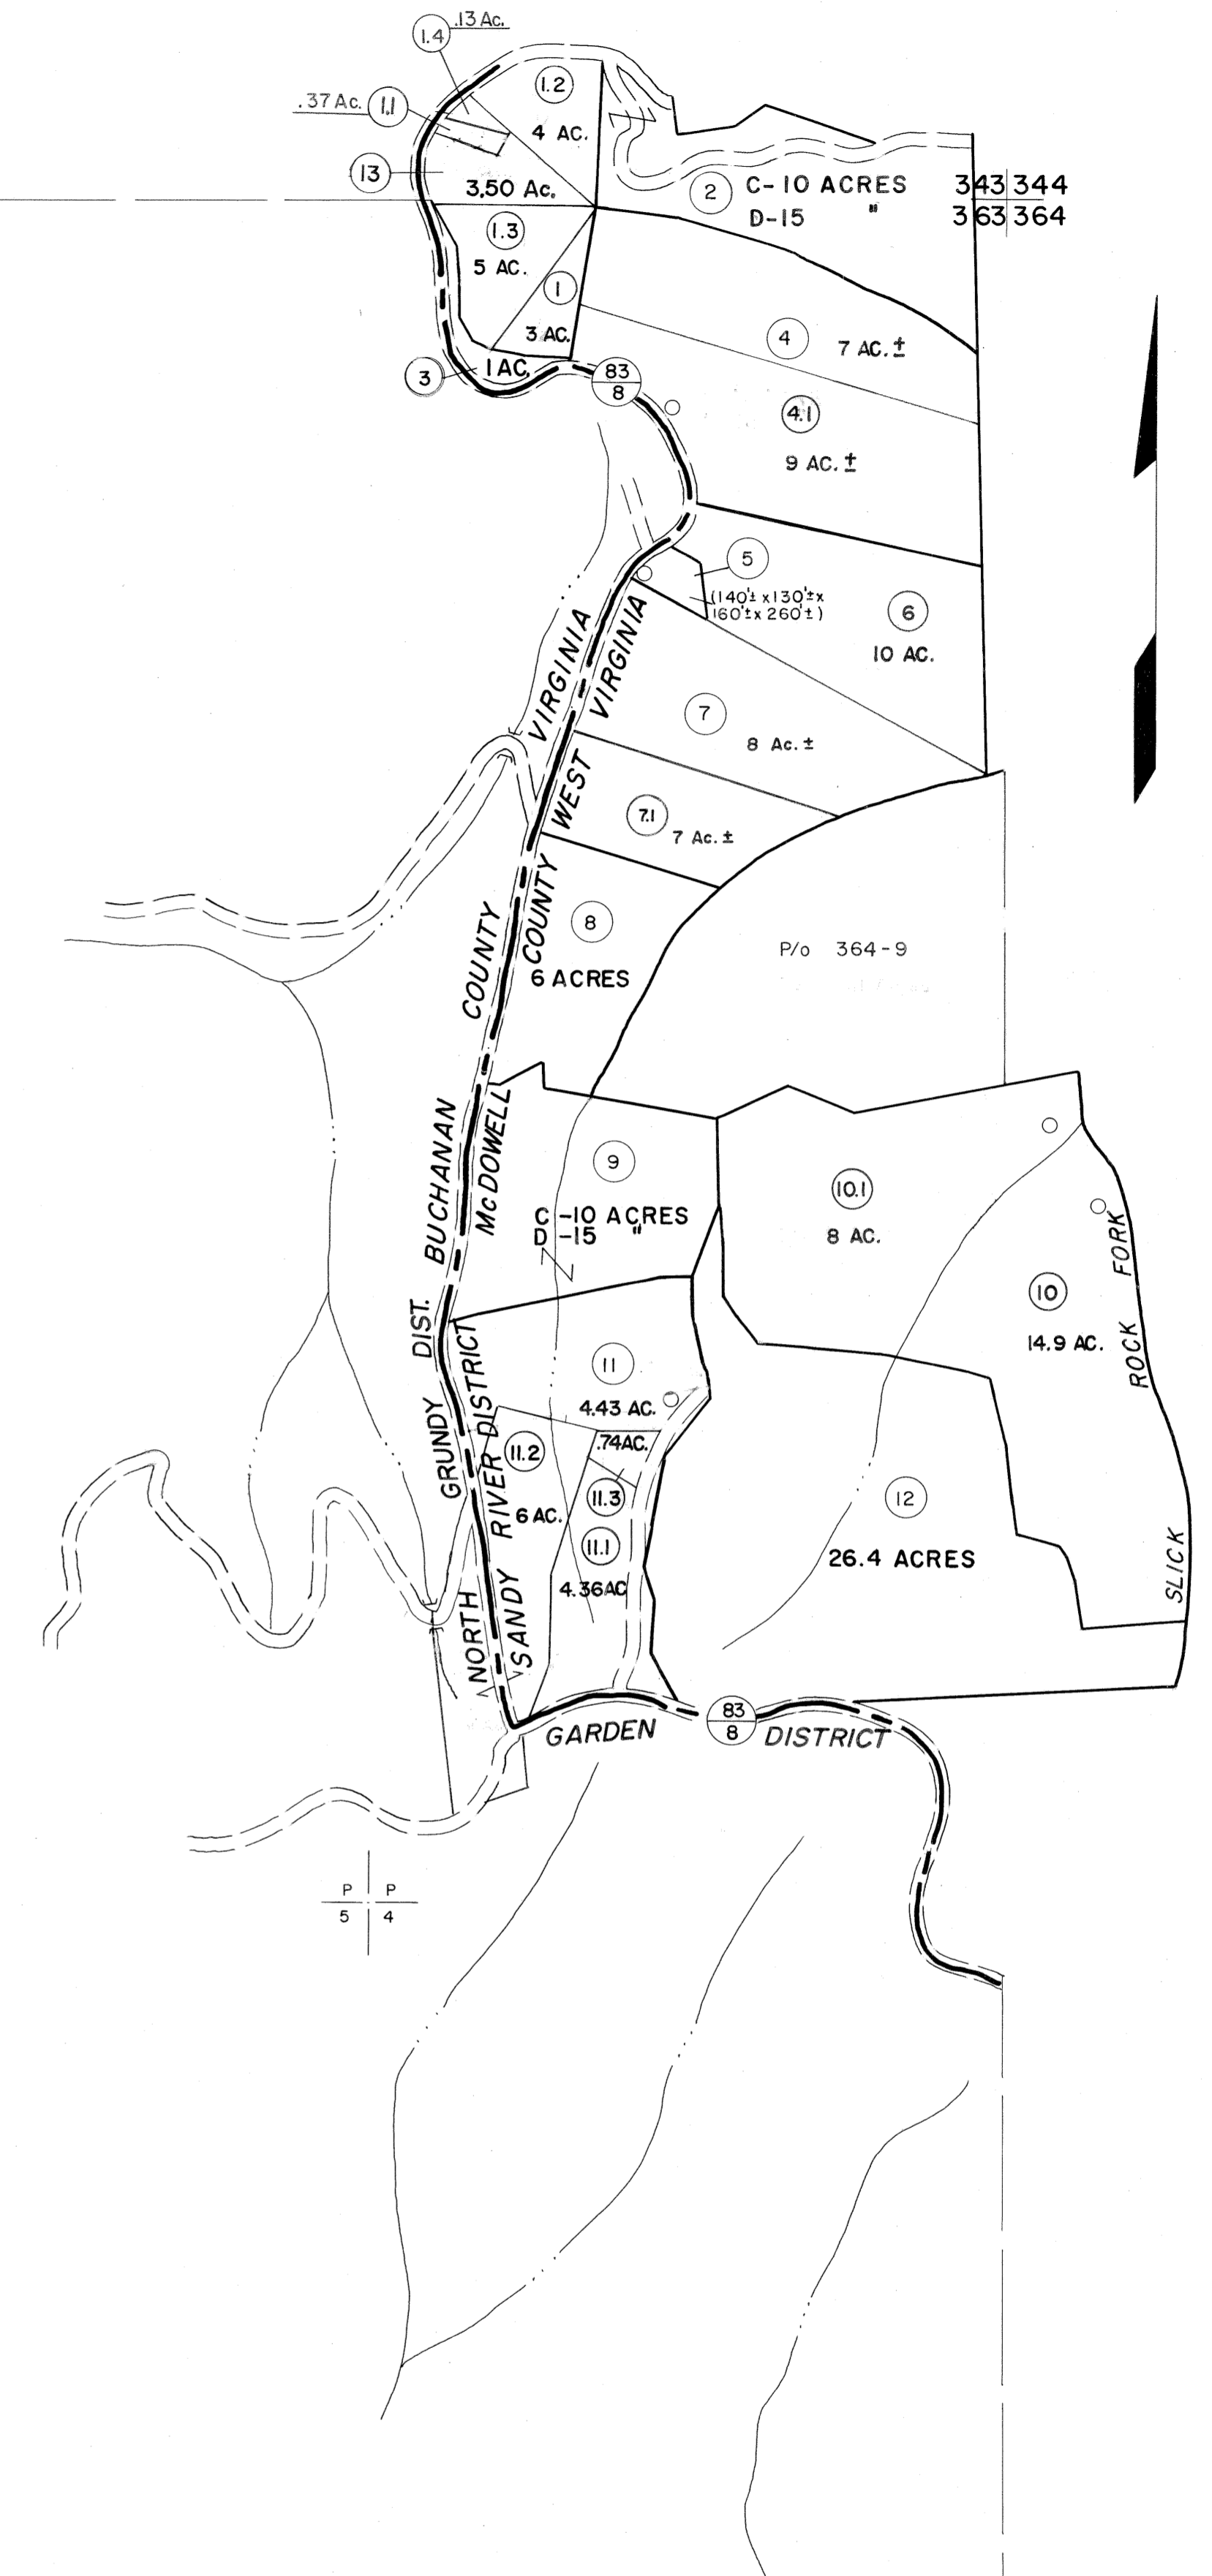 .13 Ac.
1.4
1.2
.37 Ac.
1.1
4 AC.
13
3.50 Ac.
2
C-10 ACRES
D-15 "
343 344
363 364
1.3
5 AC.
1
3 AC.
4
7 AC. ±
3
1 AC.
83
8
4.1
9 AC. ±
5
(140'± x 130'± x
160'± x 260'±)
6
10 AC.
VIRGINIA
WEST VIRGINIA
7
8 Ac. ±
7.1
7 Ac. ±
8
6 ACRES
P/o 364-9
BUCHANAN COUNTY
McDOWELL COUNTY
9
C -10 ACRES
D -15 "
10.1
8 AC.
10
14.9 AC.
SLICK ROCK FORK
GRUNDY DIST.
NORTH
SANDY RIVER DISTRICT
11
4.43 AC.
11.2
6 AC.
.74 AC.
11.3
11.1
4.36 AC
12
26.4 ACRES
GARDEN
83
8
DISTRICT
P P
5 4